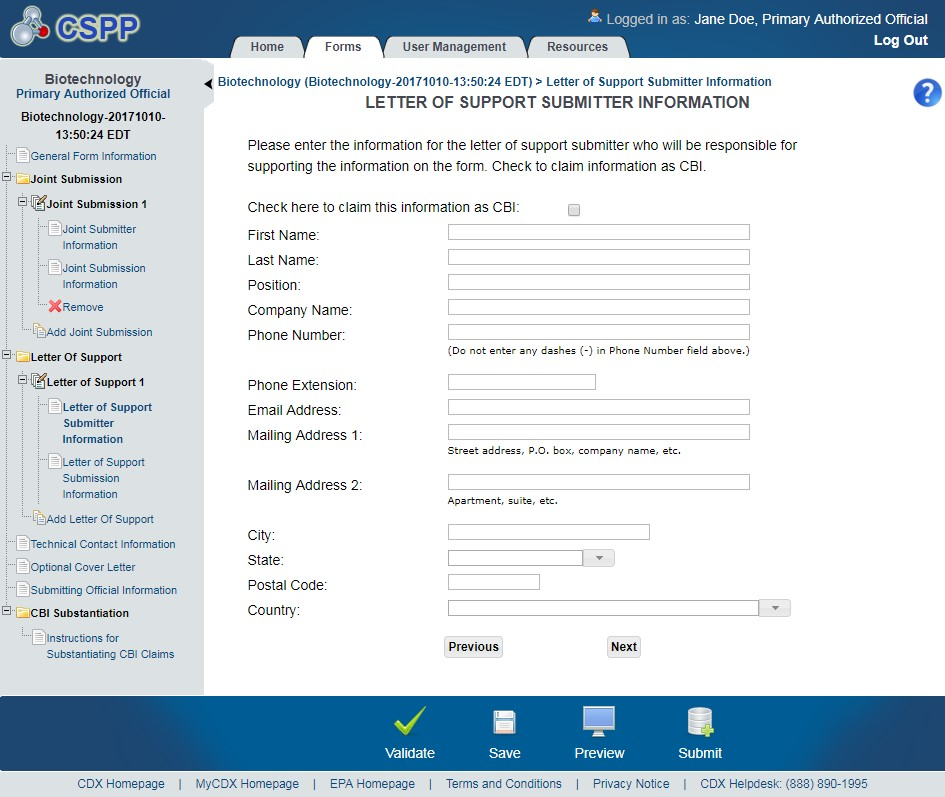 CSPP
Logged in as: Jane Doe, Primary Authorized Official
Log Out
Home
Forms
User Management
Resources
Biotechnology
Primary Authorized Official
Biotechnology-20171010-
13:50:24 EDT
General Form Information
Joint Submission
Joint Submission 1
Joint Submitter
Information
Joint Submission
Information
Remove
Add Joint Submission
Letter Of Support
Letter of Support 1
Letter of Support
Submitter
Information
Letter of Support
Submission
Information
Add Letter Of Support
Technical Contact Information
Optional Cover Letter
Submitting Official Information
CBI Substantiation
Instructions for
Substantiating CBI Claims
Biotechnology (Biotechnology-20171010-13:50:24 EDT) > Letter of Support Submitter Information
LETTER OF SUPPORT SUBMITTER INFORMATION
?
Please enter the information for the letter of support submitter who will be responsible for
supporting the information on the form. Check to claim information as CBI.
Check here to claim this information as CBI:
First Name:
Last Name:
Position:
Company Name:
Phone Number:
(Do not enter any dashes (-) in Phone Number field above.)
Phone Extension:
Email Address:
Mailing Address 1:
Street address, P.O. box, company name, etc.
Mailing Address 2:
Apartment, suite, etc.
City:
State:
Postal Code:
Country:
Previous
Next
Validate
Save
Preview
Submit
CDX Homepage | MyCDX Homepage | EPA Homepage | Terms and Conditions | Privacy Notice | CDX Helpdesk: (888) 890-1995